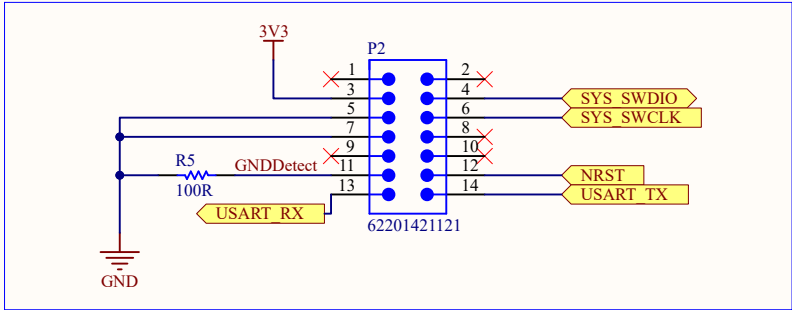 3V3
P2
1 2
3 4 SYS_SWDIO
5 6 SYS_SWCLK
7 8
9 10
R5 GNDDetect 11 12 NRST
100R 13 14 USART_TX
USART_RX
62201421121
GND